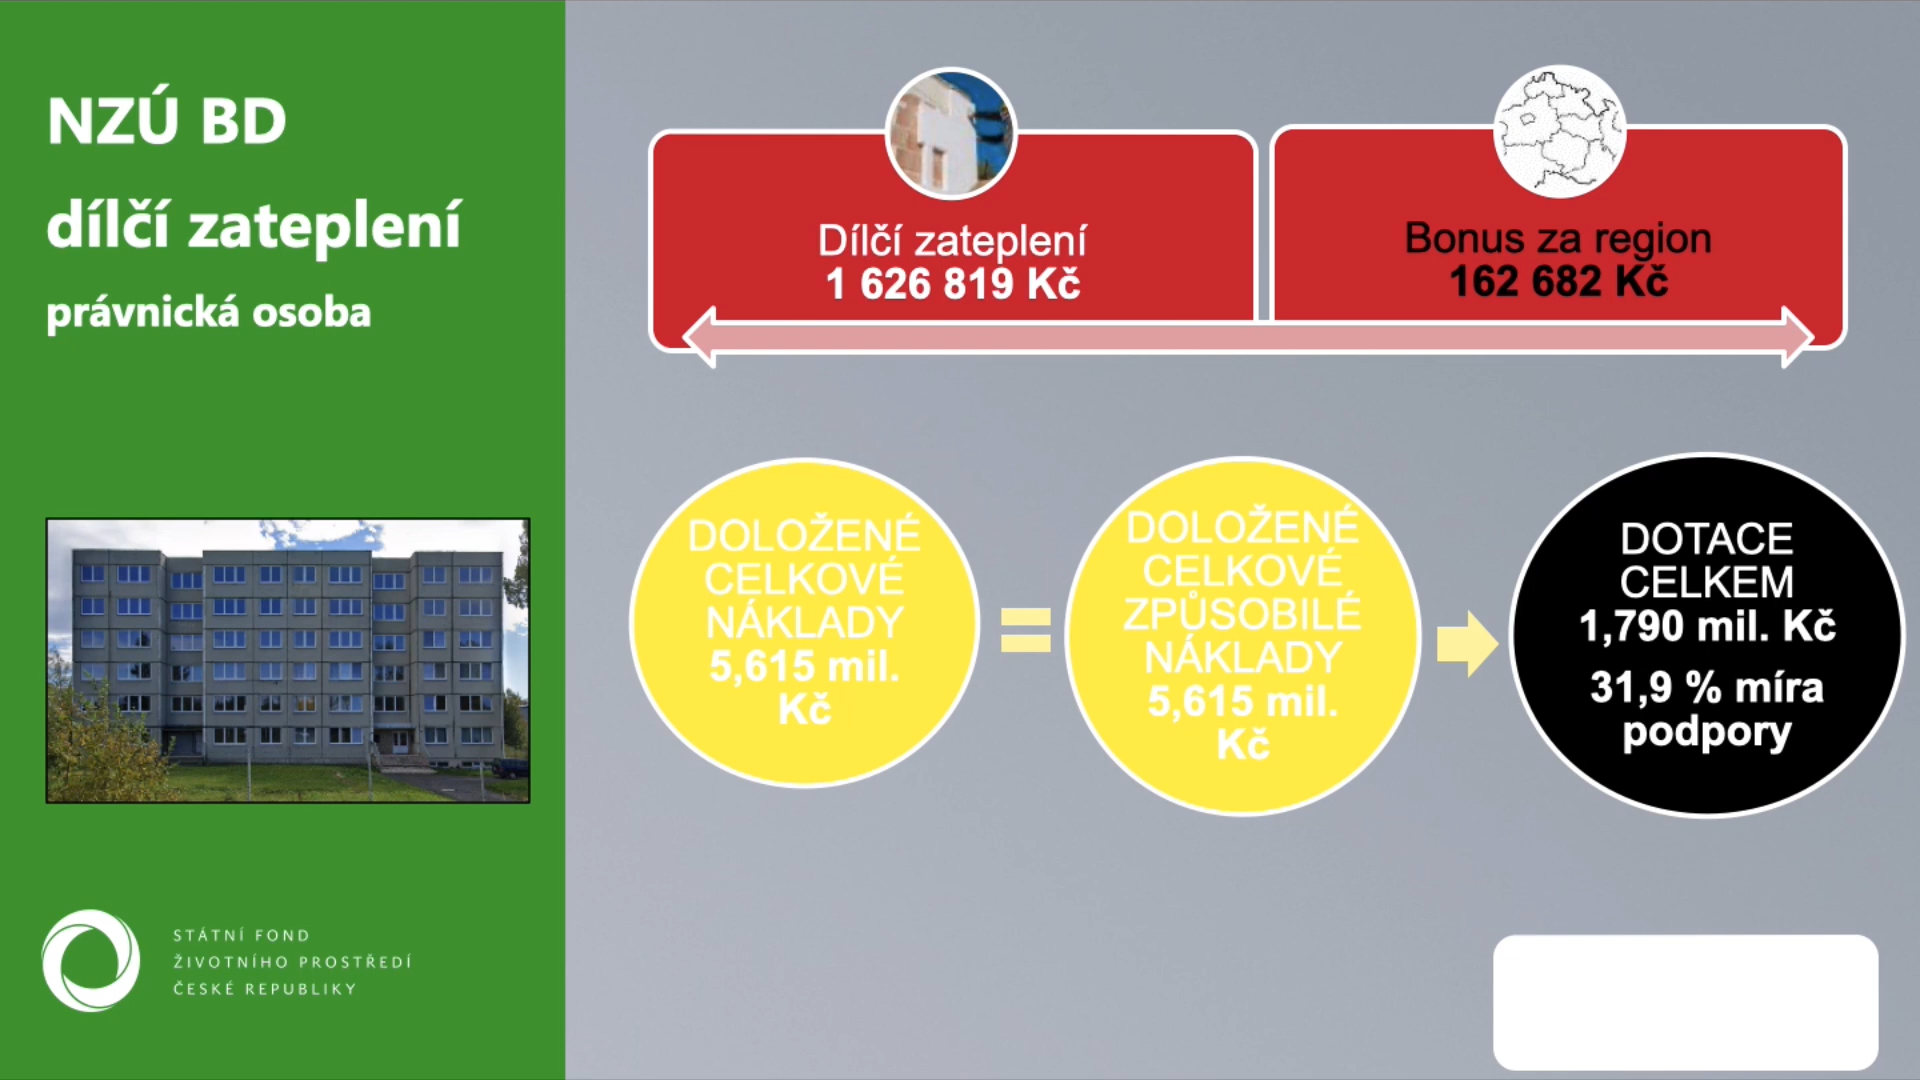 NZÚ BD
dílčí zateplení
právnická osoba
STÁTNÍ FOND
ŽIVOTNÍHO PROSTŘEDÍ
ČESKÉ REPUBLIKY
Dílčí zateplení
1 626 819 Kč
Bonus za region
162 682 Kč
DOLOŽENÉ
CELKOVÉ
NÁKLADY
5,615 mil.
Kč
=
DOLOŽENÉ
CELKOVÉ
ZPŮSOBILÉ
NÁKLADY
5,615 mil.
Kč
DOTACE
CELKEM
1,790 mil. Kč
31,9 % míra
podpory